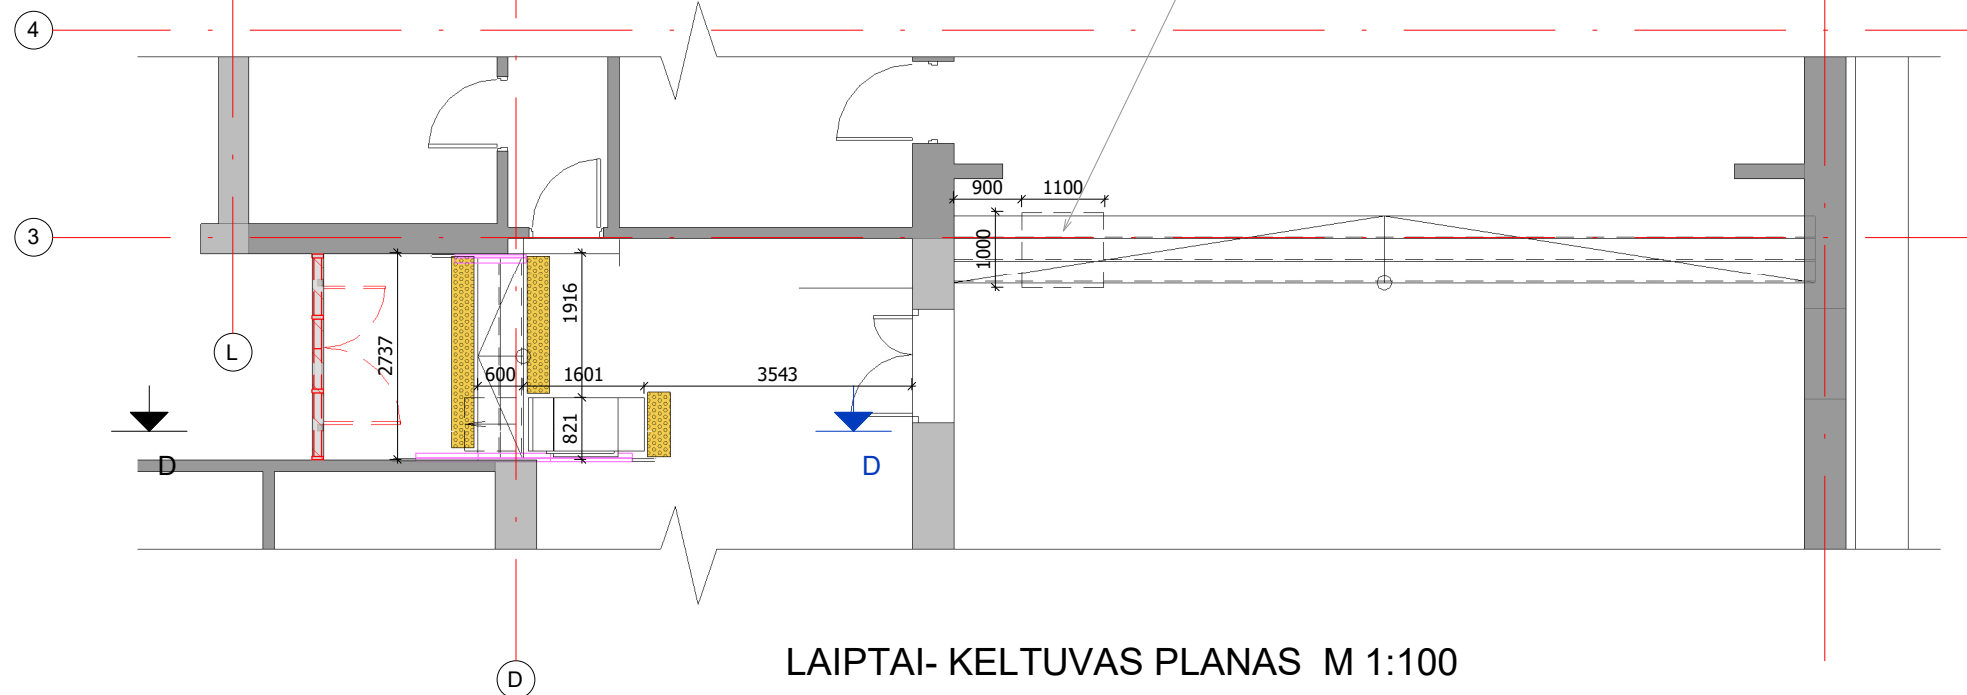 4
900 1100
3
1000
1916
2737
L
600 1601 3543
821
D D
LAIPTAI- KELTUVAS PLANAS M 1:100
D